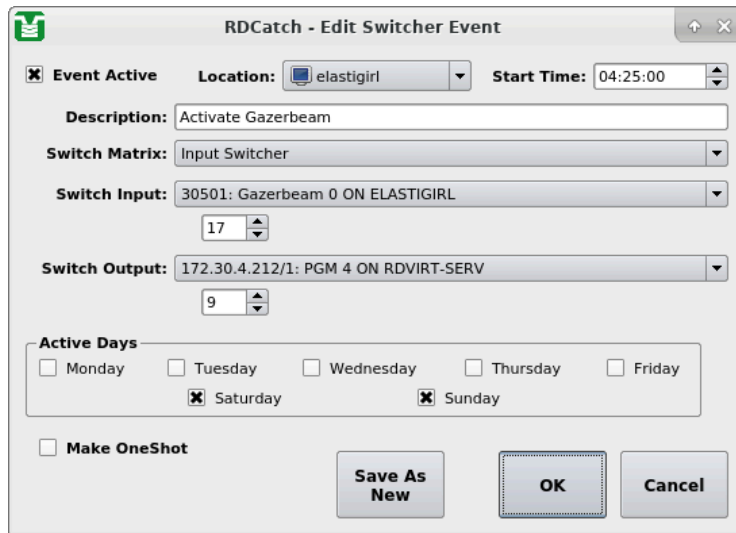 RDCatch - Edit Switcher Event
Event Active Location: elastigirl Start Time: 04:25:00
Description: Activate Gazerbeam
Switch Matrix: Input Switcher
Switch Input: 30501: Gazerbeam 0 ON ELASTIGIRL
17
Switch Output: 172.30.4.212/1: PGM 4 ON RDVIRT-SERV
9
Active Days
Monday Tuesday Wednesday Thursday Friday
Saturday Sunday
Make OneShot
Save As
New
OK Cancel